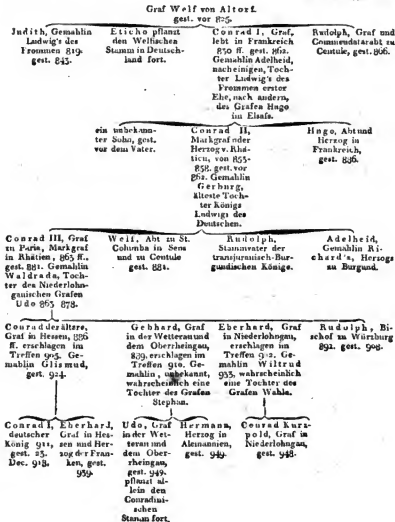 Graf Welf von Altorf.
gest. vor 825.
Judith, Gemahlin
Ludwig's des
Frommen 819.
gest. 843.
Eticho pflanzt
den Welfischen
Stamm in Deutsch-
land fort.
Conrad I, Graf,
lebt in Frankreich
850 ff. gest. 862.
Gemahlin Adelheid,
nach einigen, Toch-
ter Ludwig's des
Frommen erster
Ehe, nach andern,
des Grafen Hugo
im Elsass.
Rudolph, Graf und
Commendatarabt zu
Centule, gest. 866.
ein unbekann-
ter Sohn, gest.
vor dem Vater.
Conrad II,
Markgraf oder
Herzog v. Rhä-
tien, von 853-
858. gest. vor
862. Gemahlin
Gerburg,
älteste Toch-
ter Königs
Ludwigs des
Deutschen.
Hugo, Abt und
Herzog in
Frankreich,
gest. 886.
Conrad III, Graf
zu Paris, Markgraf
in Rhätien, 863 ff.,
gest. 881. Gemahlin
Waldrada, Toch-
ter des Niederlohn-
gauischen Grafen
Udo 863 878.
Welf, Abt zu St.
Columba in Sens
und zu Centule
gest. 881.
Rudolph,
Stammvater der
transjuranisch-Bur-
gundischen Könige.
Adelheid,
Gemahlin Ri-
chard's, Herzogs
zu Burgund.
Conrad der ältere,
Graf in Hessen, 886
ff. erschlagen im
Treffen 905. Ge-
mahlin Glismud,
gest. 924.
Gebhard, Graf
in der Wetterau und
dem Oberrheingau,
889, erschlagen im
Treffen 910. Ge-
mahlin, unbekannt,
wahrscheinlich eine
Tochter des Grafen
Stephan.
Eberhard, Graf
in Niederlohngau,
erschlagen im
Treffen 902. Ge-
mahlin Wiltrud
933, wahrscheinlich
eine Tochter des
Grafen Wahla.
Rudolph, Bi-
schof zu Würzburg
892. gest. 908.
Conrad I,
deutscher
König 911,
gest. 23.
Dec. 918.
Eberhard,
Graf in Hes-
sen und Her-
zog der Fran-
ken, gest.
939.
Udo, Graf
in der Wet-
terau und
dem Ober-
rheingau,
gest. 949.
pflanzt al-
lein den
Conradini-
schen
Stamm fort.
Hermann,
Herzog in
Alemannien,
gest. 949.
Conrad Kurz-
pold, Graf in
Niederlohngau,
gest. 948.